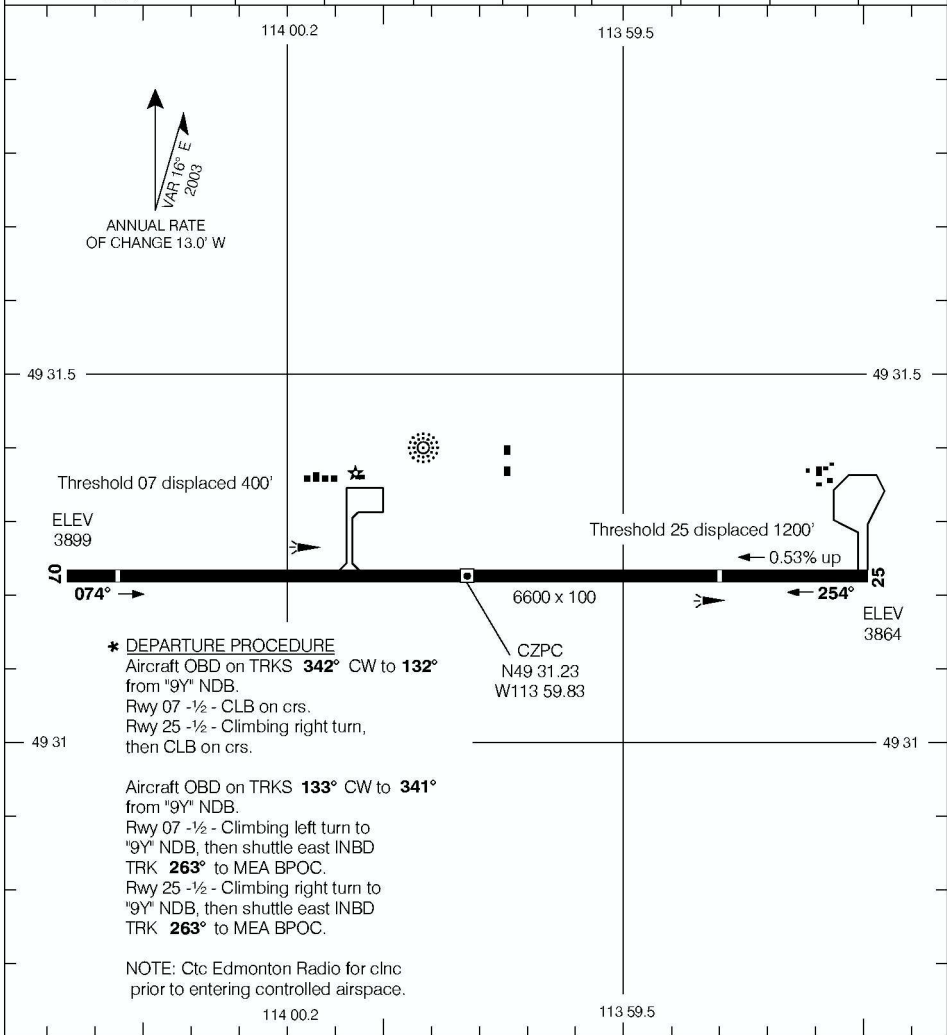 114 00.2
113 59.5
VAR 16° E
2003
ANNUAL RATE
OF CHANGE 13.0' W
49 31.5
49 31.5
Threshold 07 displaced 400'
ELEV
3899
Threshold 25 displaced 1200'
0.53% up
07
25
074°
6600 x 100
254°
ELEV
3864
CZPC
N49 31.23
W113 59.83
* DEPARTURE PROCEDURE
Aircraft OBD on TRKS 342° CW to 132°
from "9Y" NDB.
Rwy 07 -½ - CLB on crs.
Rwy 25 -½ - Climbing right turn,
then CLB on crs.
49 31
49 31
Aircraft OBD on TRKS 133° CW to 341°
from "9Y" NDB.
Rwy 07 -½ - Climbing left turn to
"9Y" NDB, then shuttle east INBD
TRK 263° to MEA BPOC.
Rwy 25 -½ - Climbing right turn to
"9Y" NDB, then shuttle east INBD
TRK 263° to MEA BPOC.
NOTE: Ctc Edmonton Radio for clnc
prior to entering controlled airspace.
114 00.2
113 59.5